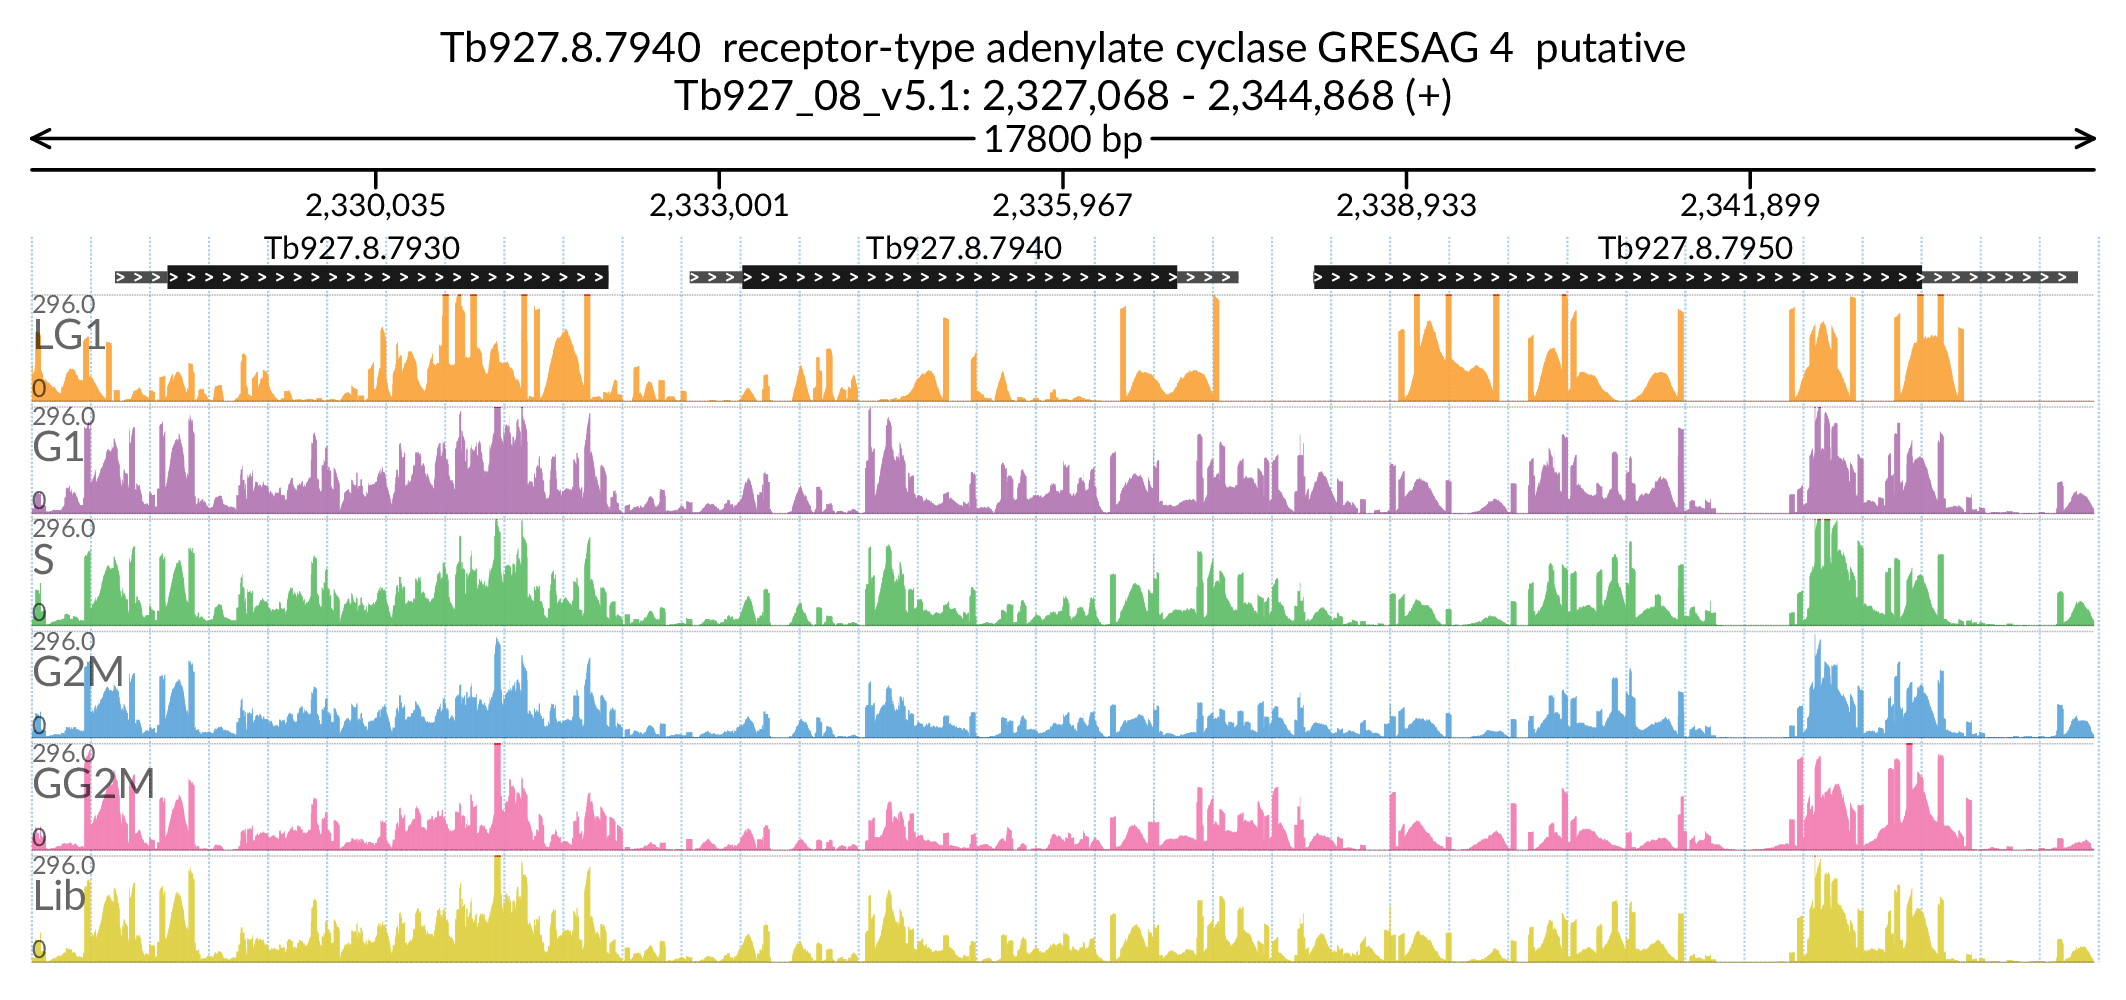 Tb927.8.7940 receptor-type adenylate cyclase GRESAG 4 putative
Tb927_08_v5.1: 2,327,068 - 2,344,868 (+)
17800 bp
2,330,035 2,333,001 2,335,967 2,338,933 2,341,899
Tb927.8.7930 Tb927.8.7940 Tb927.8.7950
296.0
LG1
0
296.0
G1
0
296.0
S
0
296.0
G2M
0
296.0
GG2M
0
296.0
Lib
0